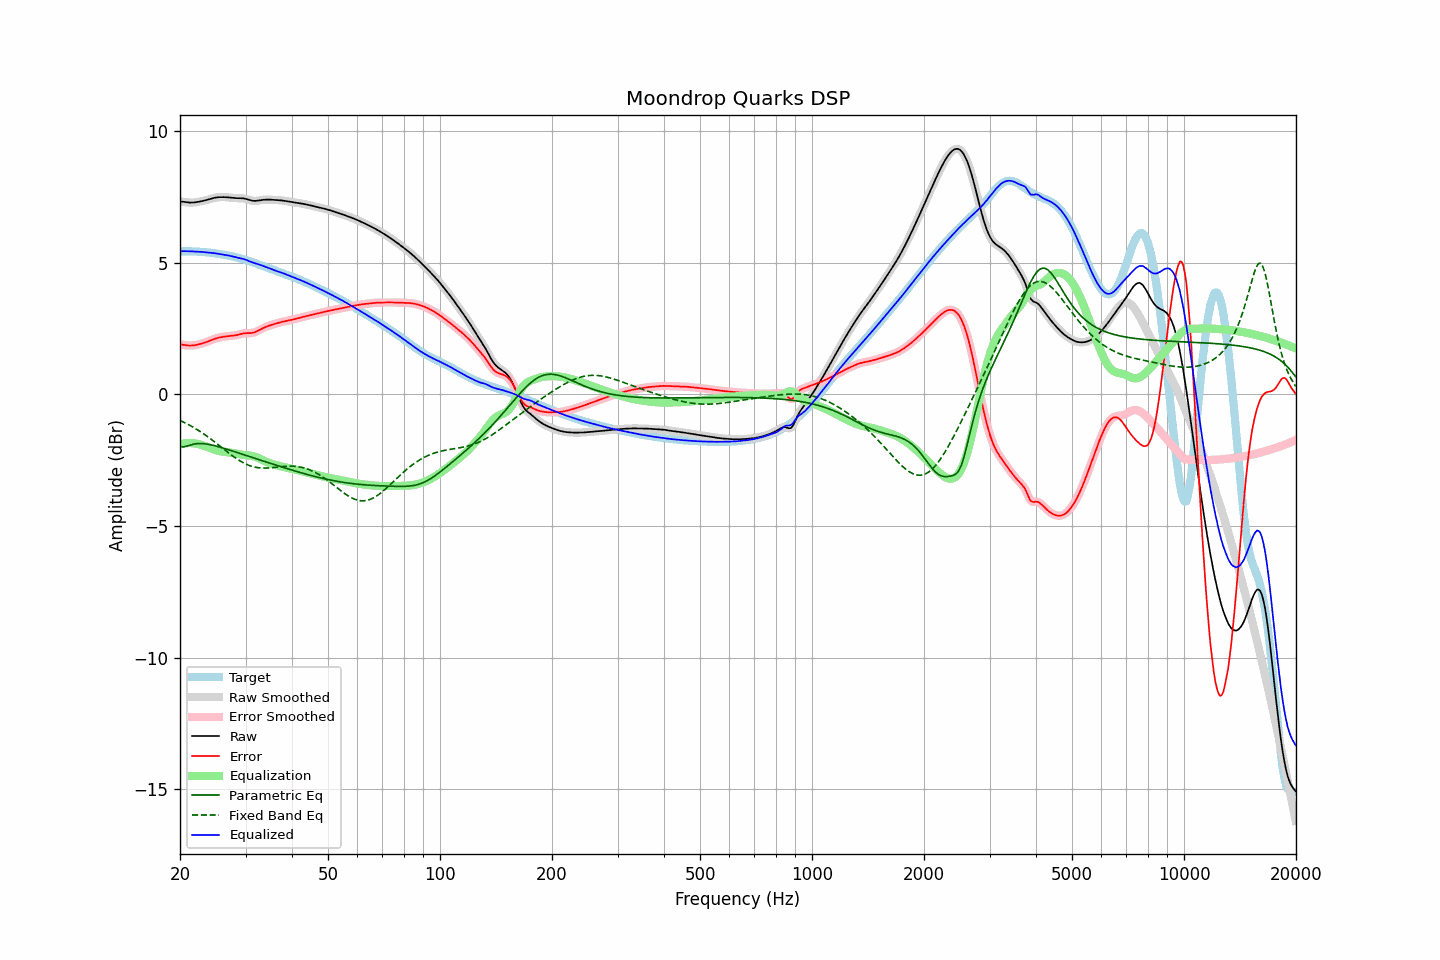 Moondrop Quarks DSP
Amplitude (dBr)
10
5
0
−5
−10
−15
Target
Raw Smoothed
Error Smoothed
Raw
Error
Equalization
Parametric Eq
Fixed Band Eq
Equalized
20 50 100 200 500 1000 2000 5000 10000 20000
Frequency (Hz)